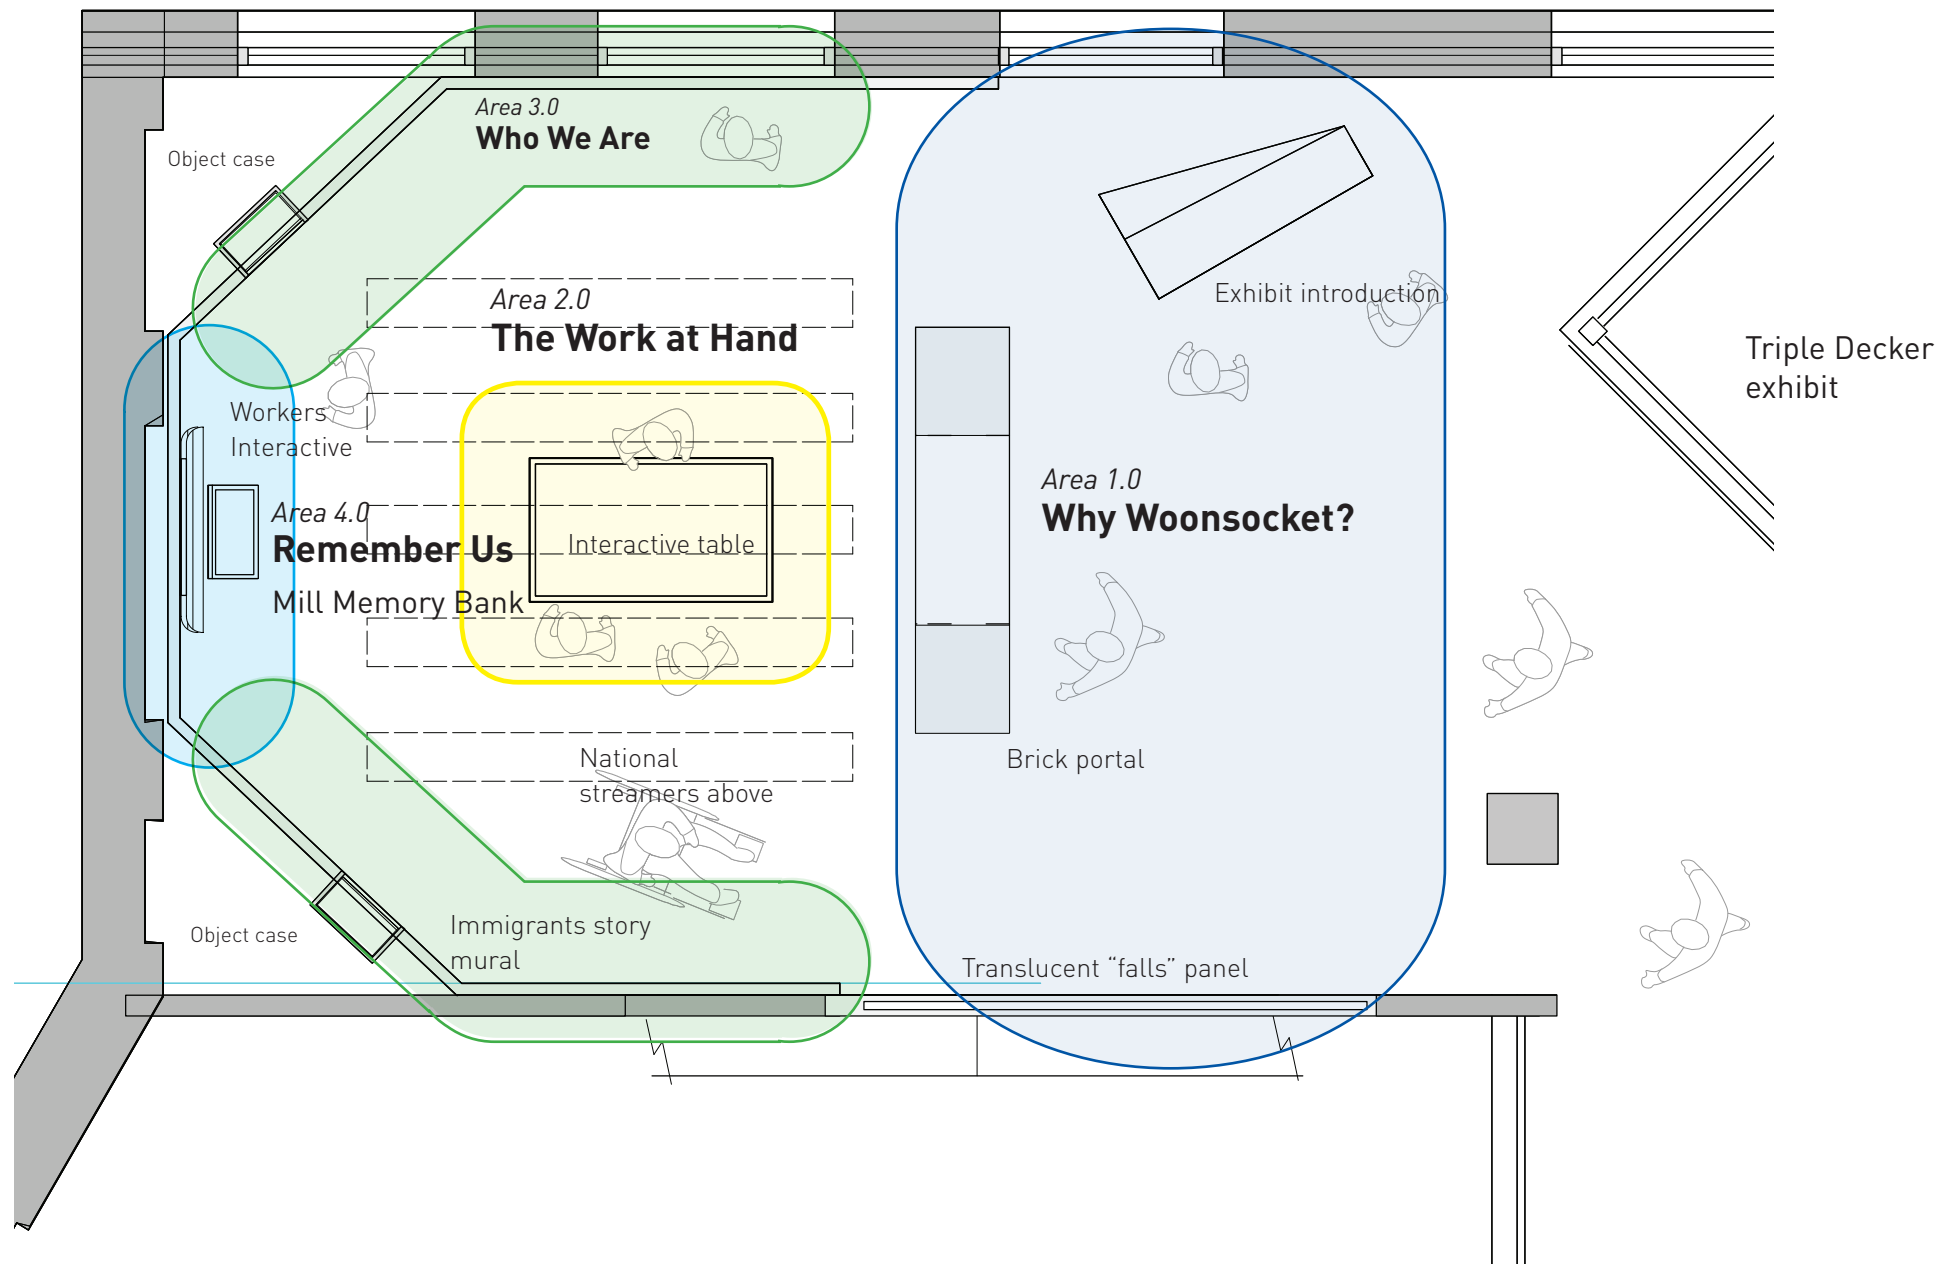 Area 3.0
Who We Are
Object case
Area 2.0
The Work at Hand
Exhibit introduction
Triple Decker
exhibit
Workers
Interactive
Area 4.0
Remember Us
Mill Memory Bank
Interactive table
Area 1.0
Why Woonsocket?
National
streamers above
Brick portal
Object case
Immigrants story
mural
Translucent “falls” panel